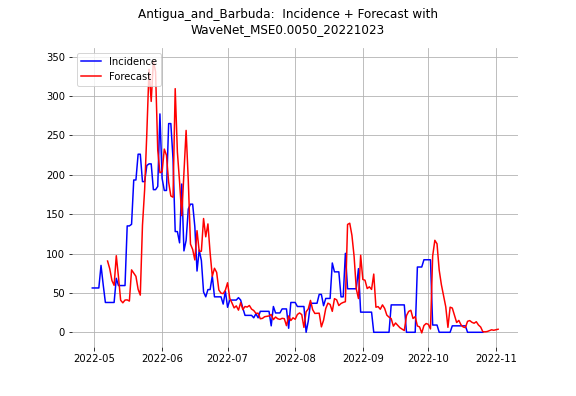 Antigua_and_Barbuda:  Incidence + Forecast with
WaveNet_MSE0.0050_20221023
Incidence
Forecast
350
300
250
200
150
100
50
0
2022-05 2022-06 2022-07 2022-08 2022-09 2022-10 2022-11